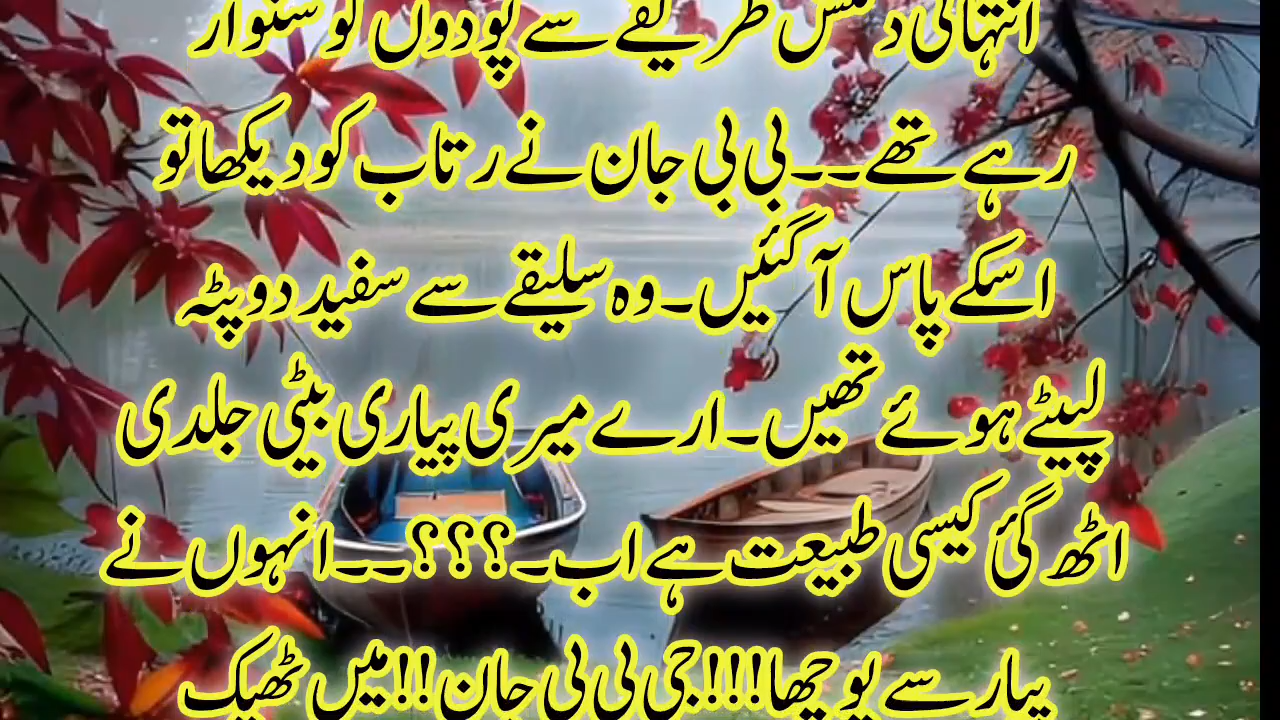 انتہائی دلکش طریقے سے پودوں کو سنوار
رہے تھے۔۔بی بی جان نے رتاب کو دیکھا تو
اسکے پاس آ گئیں۔وہ سلیقے سے سفید دوپٹہ
لپیٹے ہوئے تھیں۔ارے میری پیاری بیٹی جلدی
اٹھ گئ کیسی طبیعت ہے اب۔؟؟؟۔۔انہوں نے
پیار سے پوچھا!!!جی بی بی جان!!میں ٹھیک